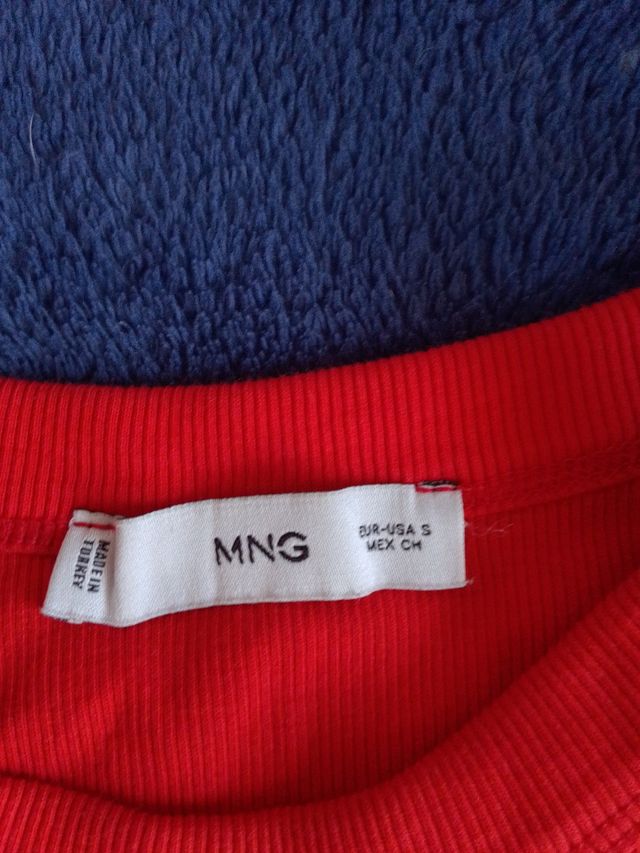 MADE IN
TURKEY
MNG
EUR-USA S
MEX CH